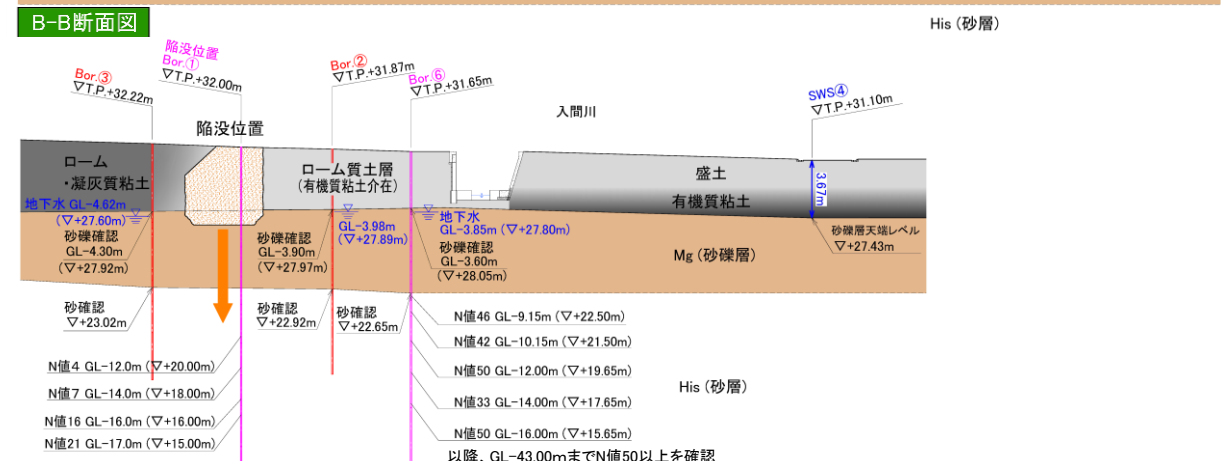 B-B断面図
His (砂層)
陥没位置
Bor.①
▽T.P.+32.00m
Bor.②
▽T.P.+31.87m
Bor.③
▽T.P.+32.22m
Bor.⑥
▽T.P.+31.65m
SWS④
▽T.P.+31.10m
入間川
陥没位置
ローム
・凝灰質粘土
ローム質土層
(有機質粘土介在)
盛土
有機質粘土
3.67m
地下水 GL-4.62m
(▽+27.60m)
砂礫確認
GL-4.30m
(▽+27.92m)
砂礫確認
GL-3.90m
(▽+27.97m)
GL-3.98m
(▽+27.89m)
地下水
GL-3.85m (▽+27.80m)
砂礫確認
GL-3.60m
(▽+28.05m)
砂礫層天端レベル
▽+27.43m
Mg (砂礫層)
砂確認
▽+23.02m
砂確認
▽+22.92m
砂確認
▽+22.65m
N値4 GL-12.0m (▽+20.00m)
N値7 GL-14.0m (▽+18.00m)
N値16 GL-16.0m (▽+16.00m)
N値21 GL-17.0m (▽+15.00m)
N値46 GL-9.15m (▽+22.50m)
N値42 GL-10.15m (▽+21.50m)
N値50 GL-12.00m (▽+19.65m)
N値33 GL-14.00m (▽+17.65m)
N値50 GL-16.00m (▽+15.65m)
以降、GL-43.00mまでN値50以上を確認
His (砂層)